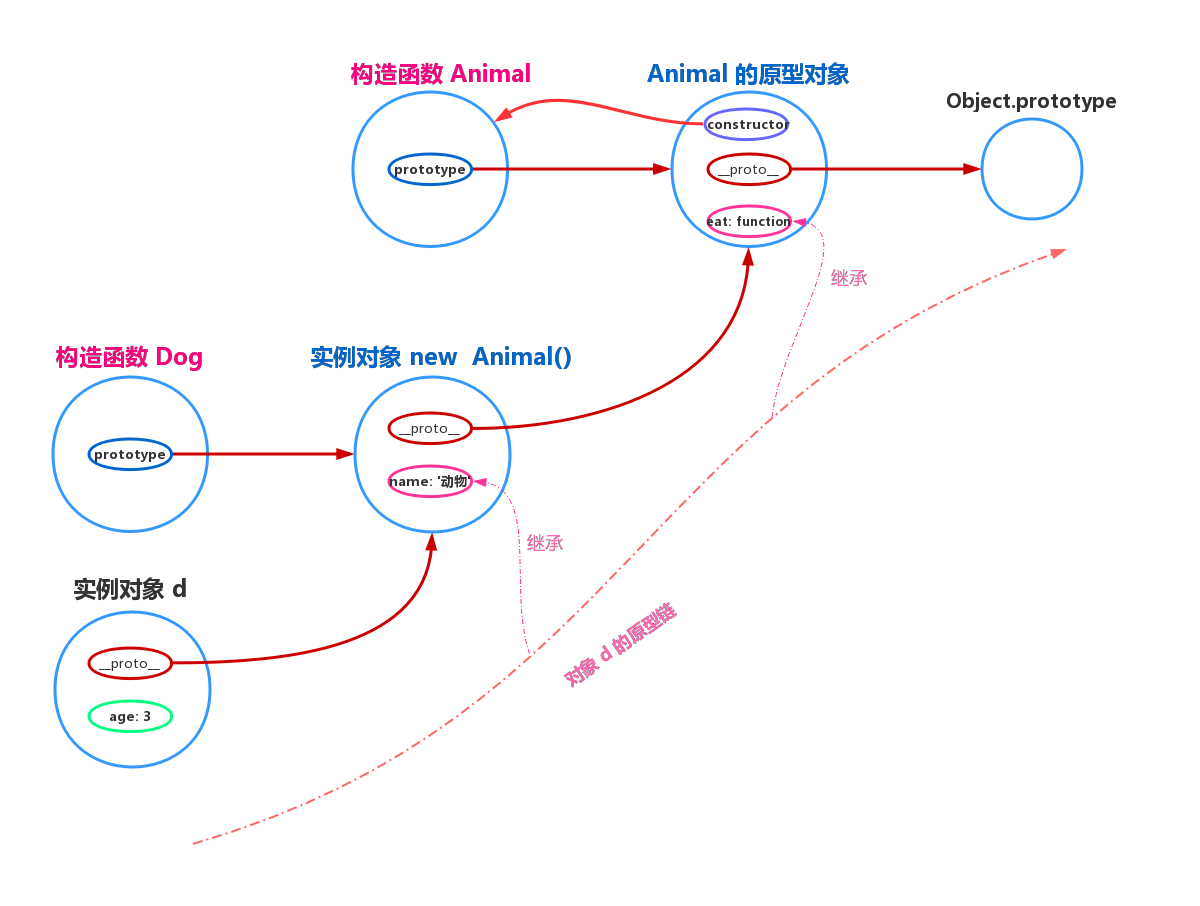 构造函数 Animal
Animal 的原型对象
Object.prototype
constructor
prototype
__proto__
eat: function
继承
构造函数 Dog
实例对象 new Animal()
__proto__
prototype
name: '动物'
继承
实例对象 d
对象 d 的原型链
__proto__
age: 3